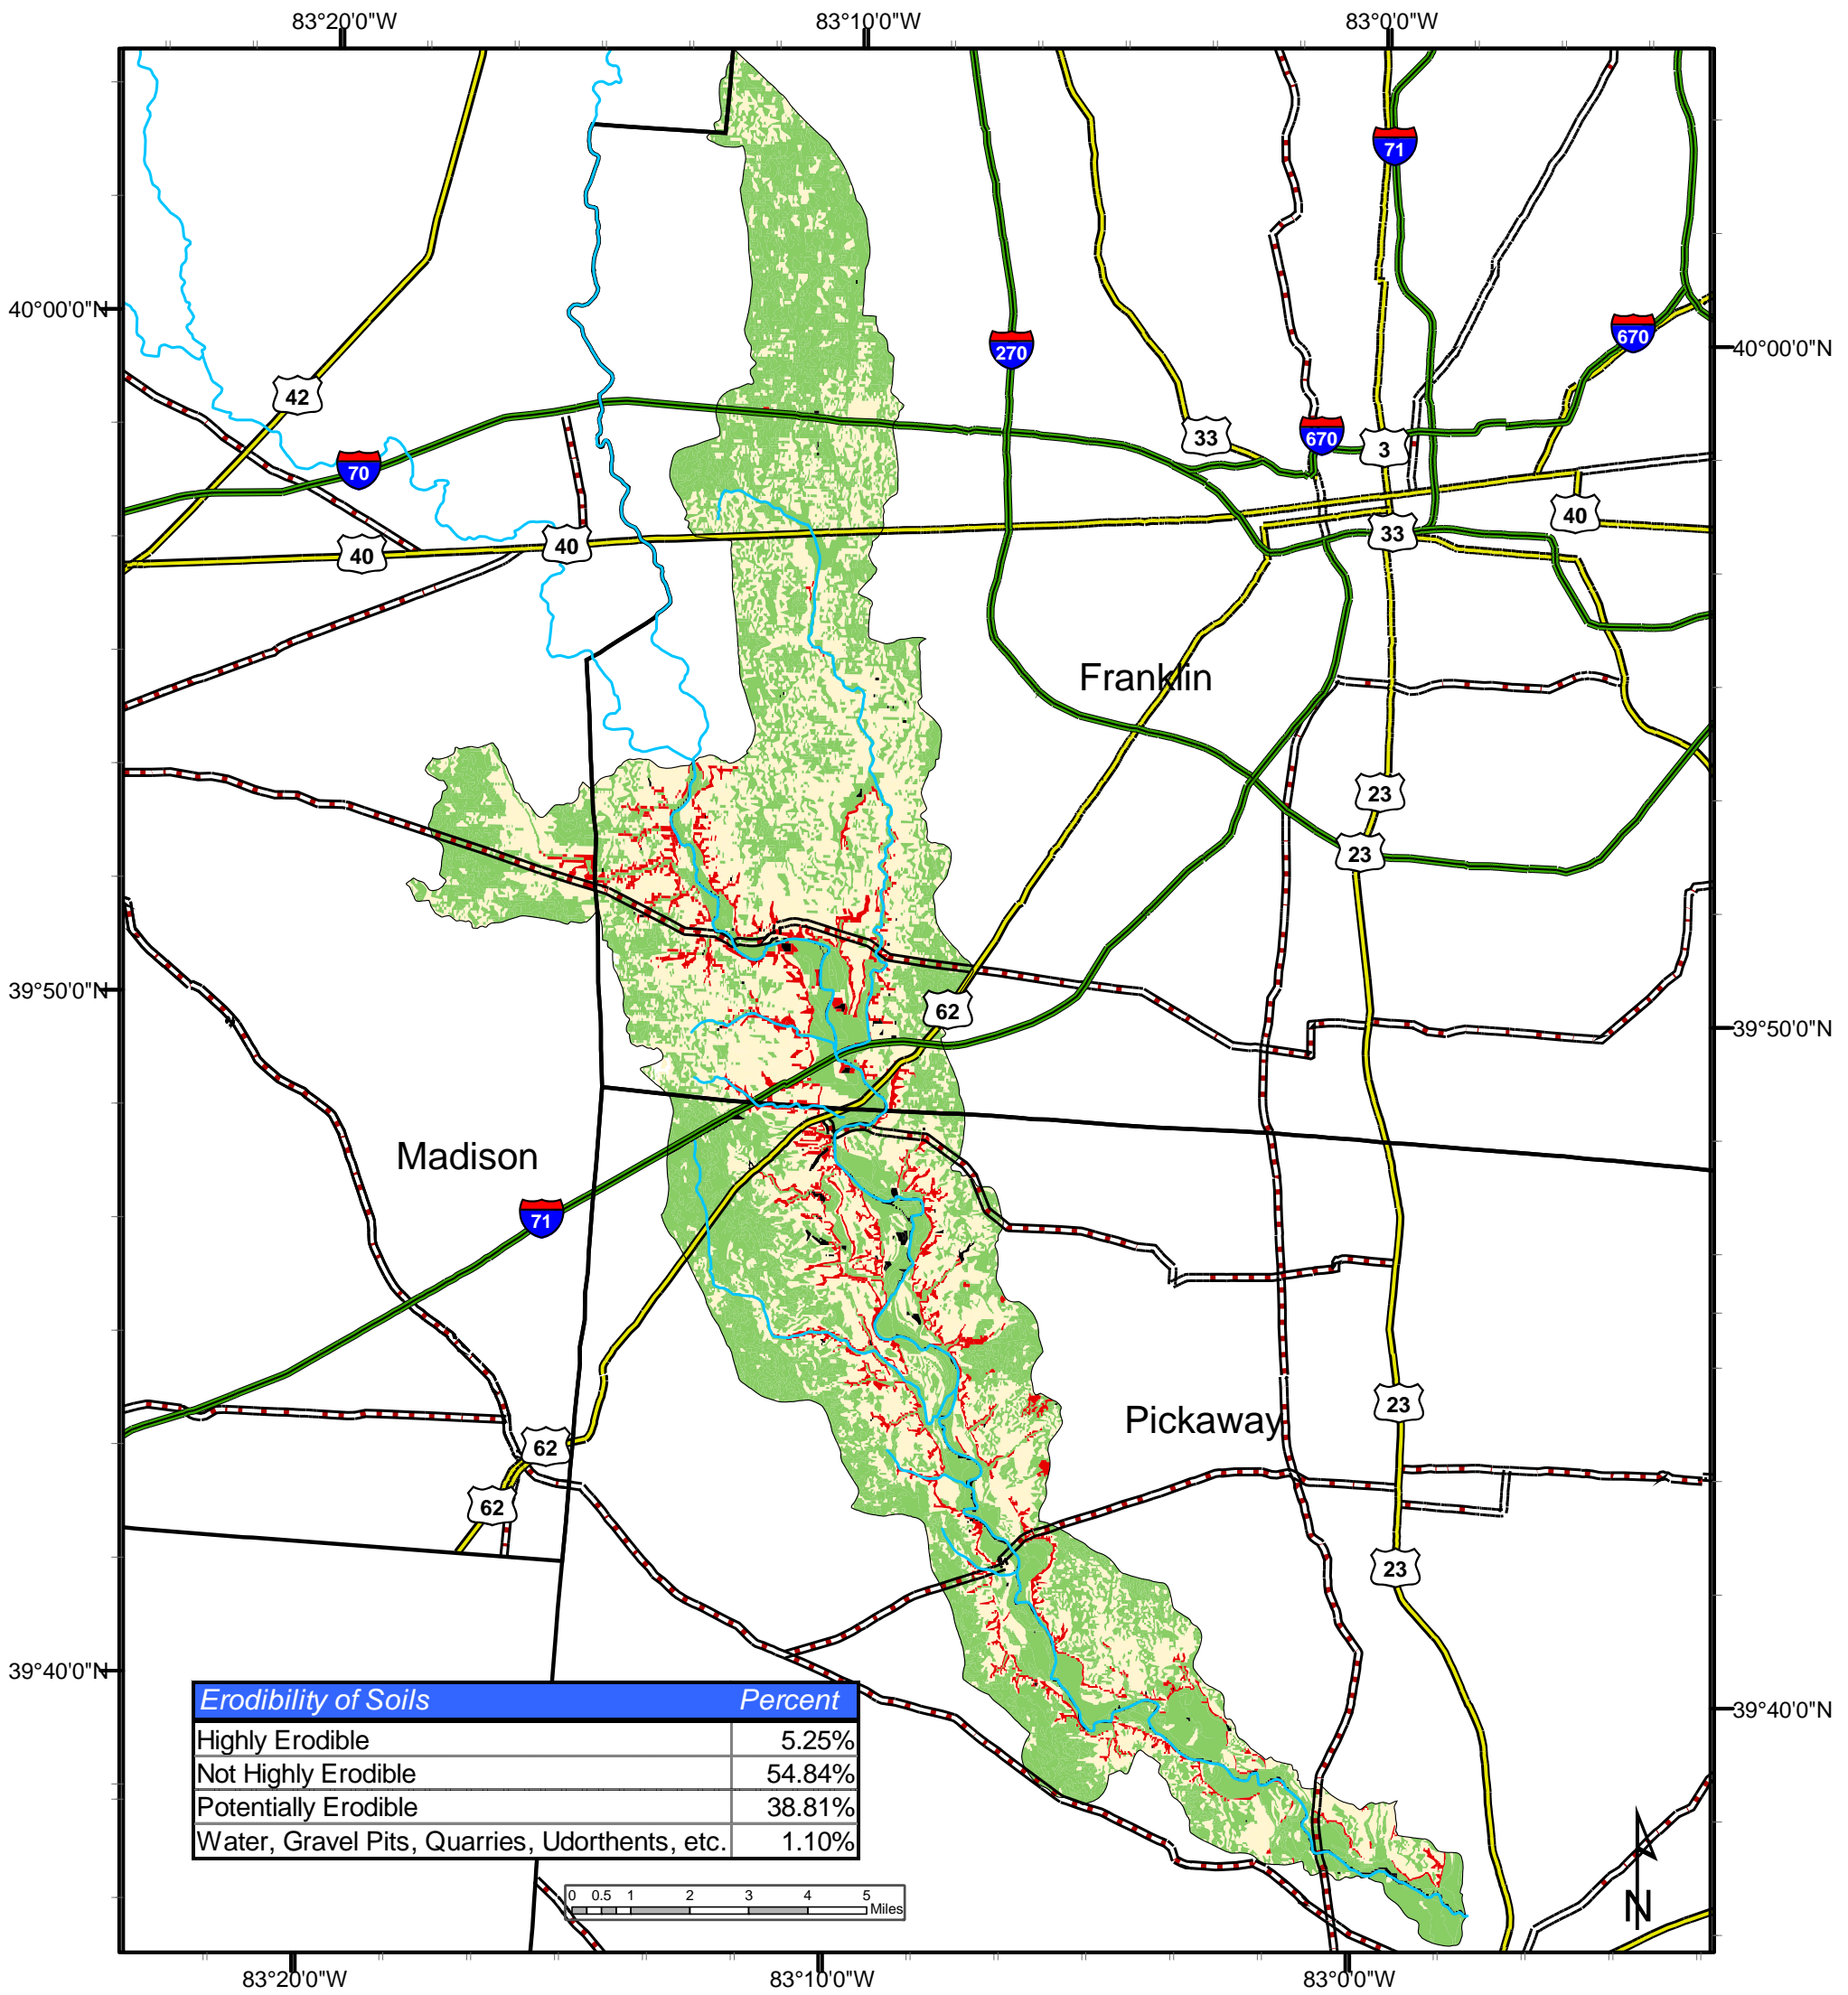 83°20'0"W 83°10'0"W 83°0'0"W
71
40°00'0"N
40°00'0"N
270
670
42
33
670
3
70
40
33
40
40
Franklin
23
23
39°50'0"N
62
39°50'0"N
Madison
71
23
Pickaway
62
62
23
39°40'0"N
39°40'0"N
Erodibility of Soils Percent
Highly Erodible 5.25%
Not Highly Erodible 54.84%
Potentially Erodible 38.81%
Water, Gravel Pits, Quarries, Udorthents, etc. 1.10%
0 0.5 1 2 3 4 5
Miles
N
83°20'0"W 83°10'0"W 83°0'0"W